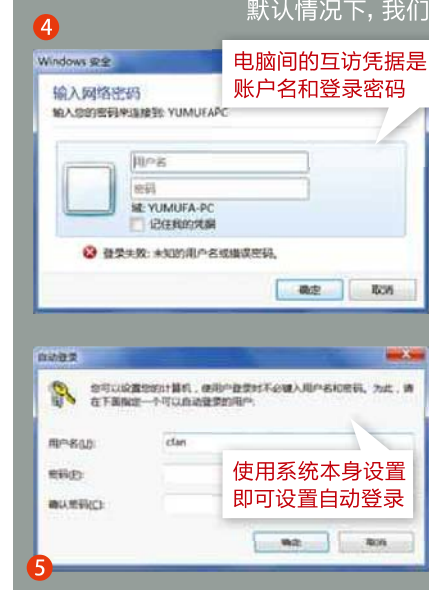 默认情况下, 我们
4
Windows 安全
电脑间的互访凭据是
账户名和登录密码
输入网络密码
输入您的密码来连接到: YUMUFAPC
用户名
密码
域: YUMUFA-PC
记住我的凭据
登录失败: 未知的用户名或错误密码。
确定 取消
自动登录
您可以设置您的计算机，使用户登录时不必键入用户名和密码。为此，请
在下面指定一个可以自动登录的用户:
用户名(U): cfan
密码(P):
确认密码(C):
使用系统本身设置
即可设置自动登录
确定 取消
5